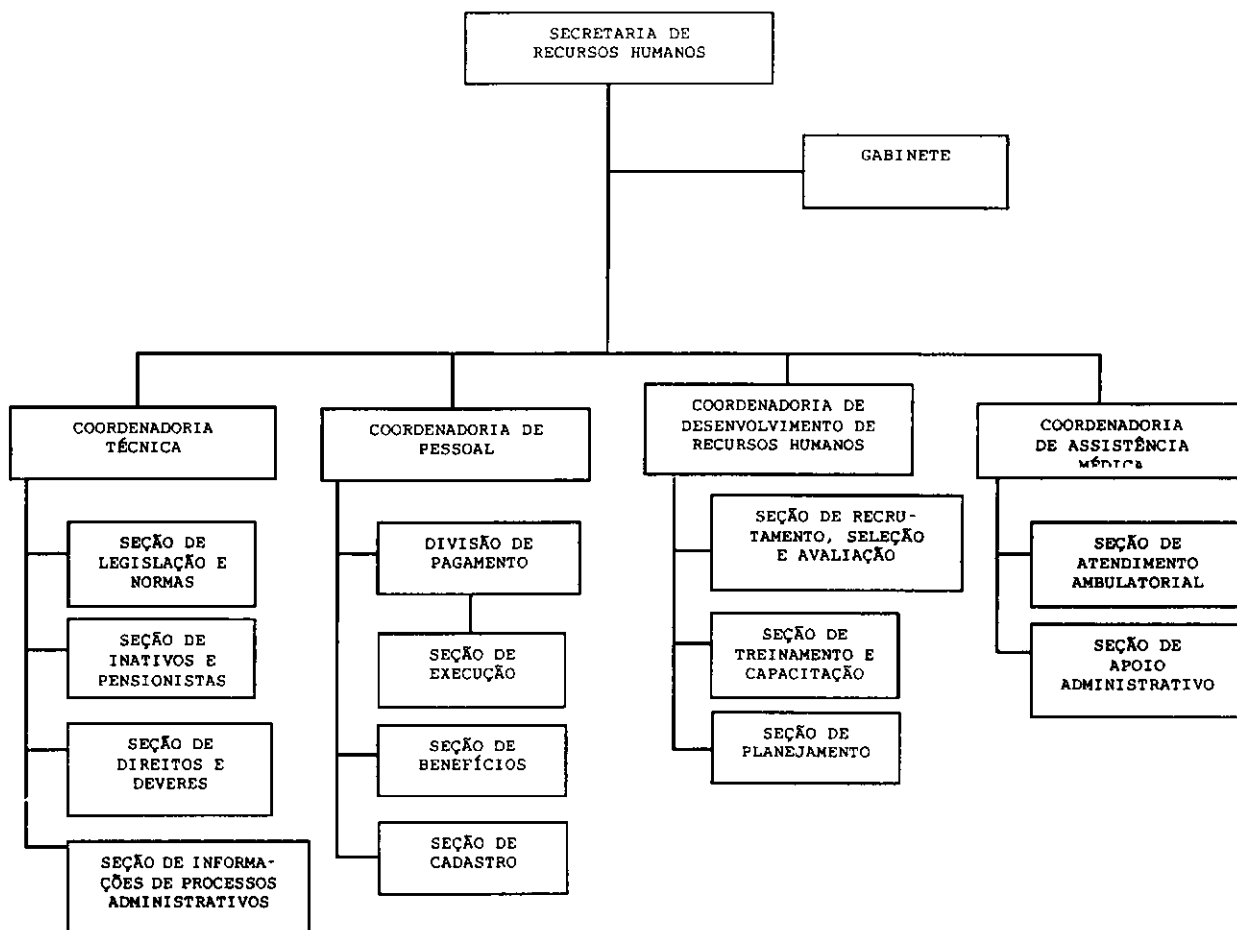 SECRETARIA DE
RECURSOS HUMANOS
GABINETE
COORDENADORIA
TÉCNICA
SEÇÃO DE
LEGISLAÇÃO E
NORMAS
SEÇÃO DE
INATIVOS E
PENSIONISTAS
SEÇÃO DE
DIREITOS E
DEVERES
SEÇÃO DE INFORMA-
ÇÕES DE PROCESSOS
ADMINISTRATIVOS
COORDENADORIA DE
PESSOAL
DIVISÃO DE
PAGAMENTO
SEÇÃO DE
EXECUÇÃO
SEÇÃO DE
BENEFÍCIOS
SEÇÃO DE
CADASTRO
COORDENADORIA DE
DESENVOLVIMENTO DE
RECURSOS HUMANOS
SEÇÃO DE RECRU-
TAMENTO, SELEÇÃO
E AVALIAÇÃO
SEÇÃO DE
TREINAMENTO E
CAPACITAÇÃO
SEÇÃO DE
PLANEJAMENTO
COORDENADORIA
DE ASSISTÊNCIA
MÉDICA
SEÇÃO DE
ATENDIMENTO
AMBULATORIAL
SEÇÃO DE
APOIO
ADMINISTRATIVO